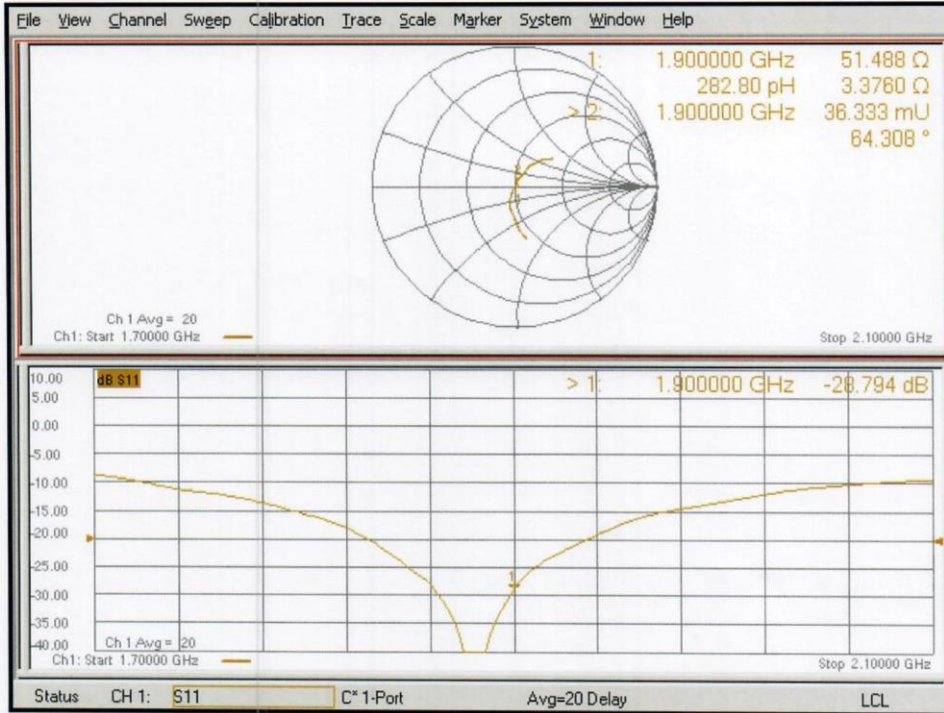 File View Channel Sweep Calibration Trace Scale Marker System Window Help
1: 1.900000 GHz 51.488 Ω
282.80 pH 3.3760 Ω
> 2: 1.900000 GHz 36.333 mU
64.308 °
Ch 1 Avg = 20
Ch1: Start 1.70000 GHz
Stop 2.10000 GHz
10.00
dB S11
> 1: 1.900000 GHz -28.794 dB
5.00
0.00
-5.00
-10.00
-15.00
-20.00
-25.00
1
-30.00
-35.00
-40.00
Ch 1 Avg = 20
Ch1: Start 1.70000 GHz
Stop 2.10000 GHz
Status CH 1: S11 C* 1-Port Avg=20 Delay LCL